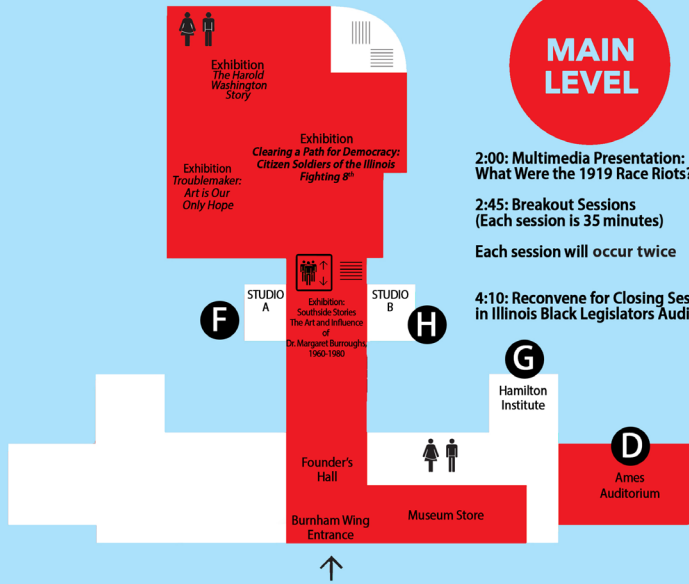 MAIN
LEVEL
2:00: Multimedia Presentation:
What Were the 1919 Race Riots?
2:45: Breakout Sessions
(Each session is 35 minutes)
Each session will occur twice
4:10: Reconvene for Closing
in Illinois Black Legislators
Exhibition
The Harold
Washington
Story
Exhibition
Clearing a Path for Democracy:
Citizen Soldiers of the Illinois
Fighting 8th
Exhibition
Troublemaker:
Art is Our
Only Hope
STUDIO
A
F
Exhibition:
Southside Stories
The Art and Influence
of
Dr. Margaret Burroughs,
1960-1980
STUDIO
B
H
G
Hamilton
Institute
D
Ames
Auditorium
Founder's
Hall
Burnham Wing
Entrance
Museum Store